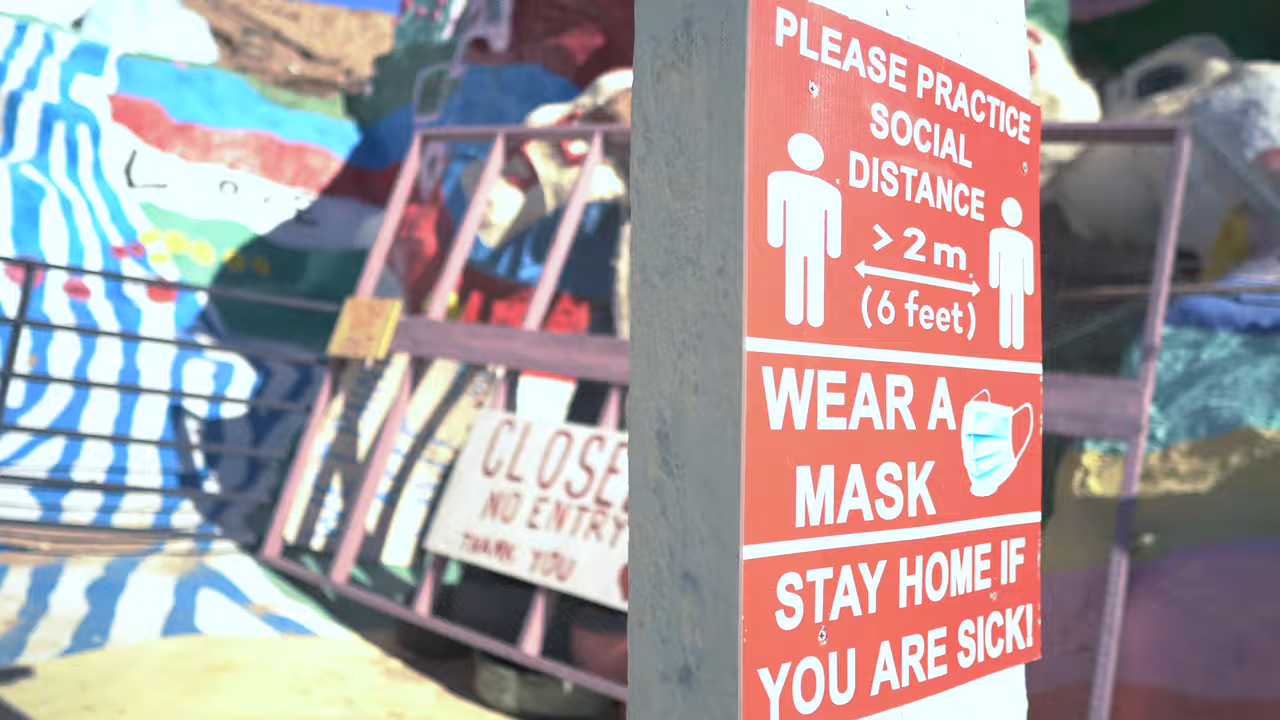 PLEASE PRACTICE
SOCIAL
DISTANCE
> 2 m
(6 feet)
WEAR A
MASK
STAY HOME IF
YOU ARE SICK!
CLOSED
NO ENTRY
THANK YOU